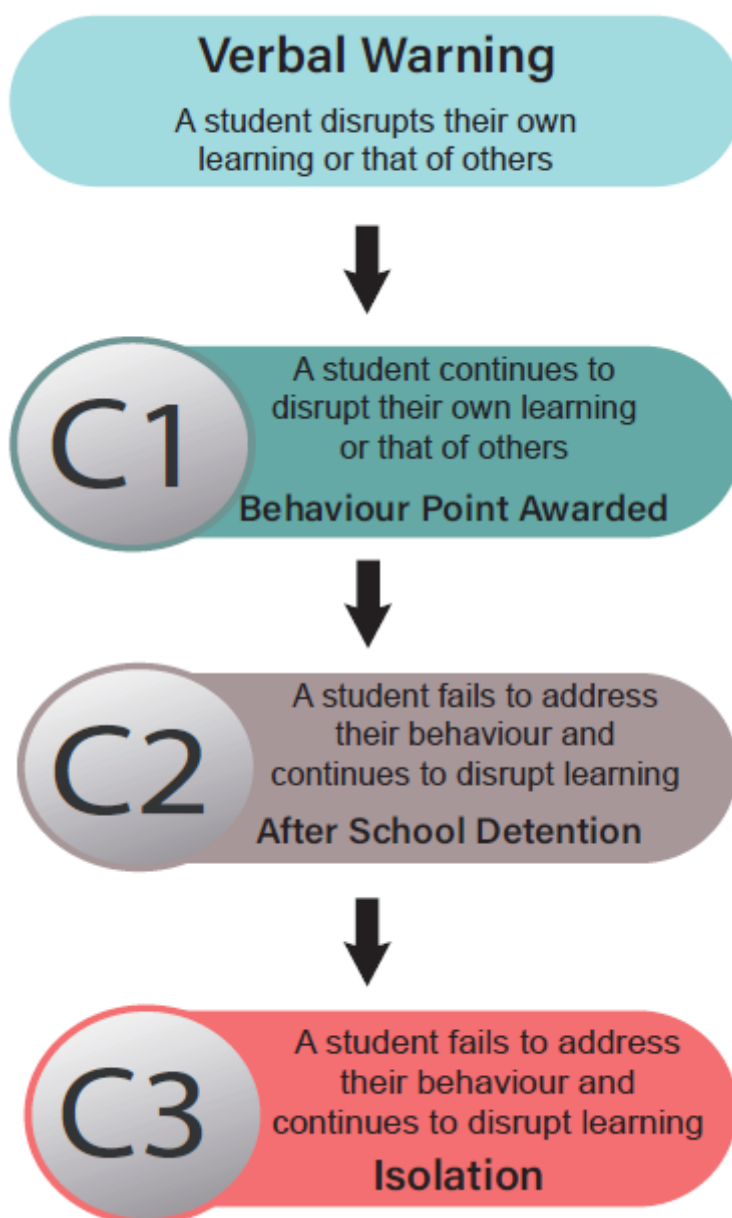 Verbal Warning
A student disrupts their own
learning or that of others
C1
A student continues to
disrupt their own learning
or that of others
Behaviour Point Awarded
C2
A student fails to address
their behaviour and
continues to disrupt learning
After School Detention
C3
A student fails to address
their behaviour and
continues to disrupt learning
Isolation